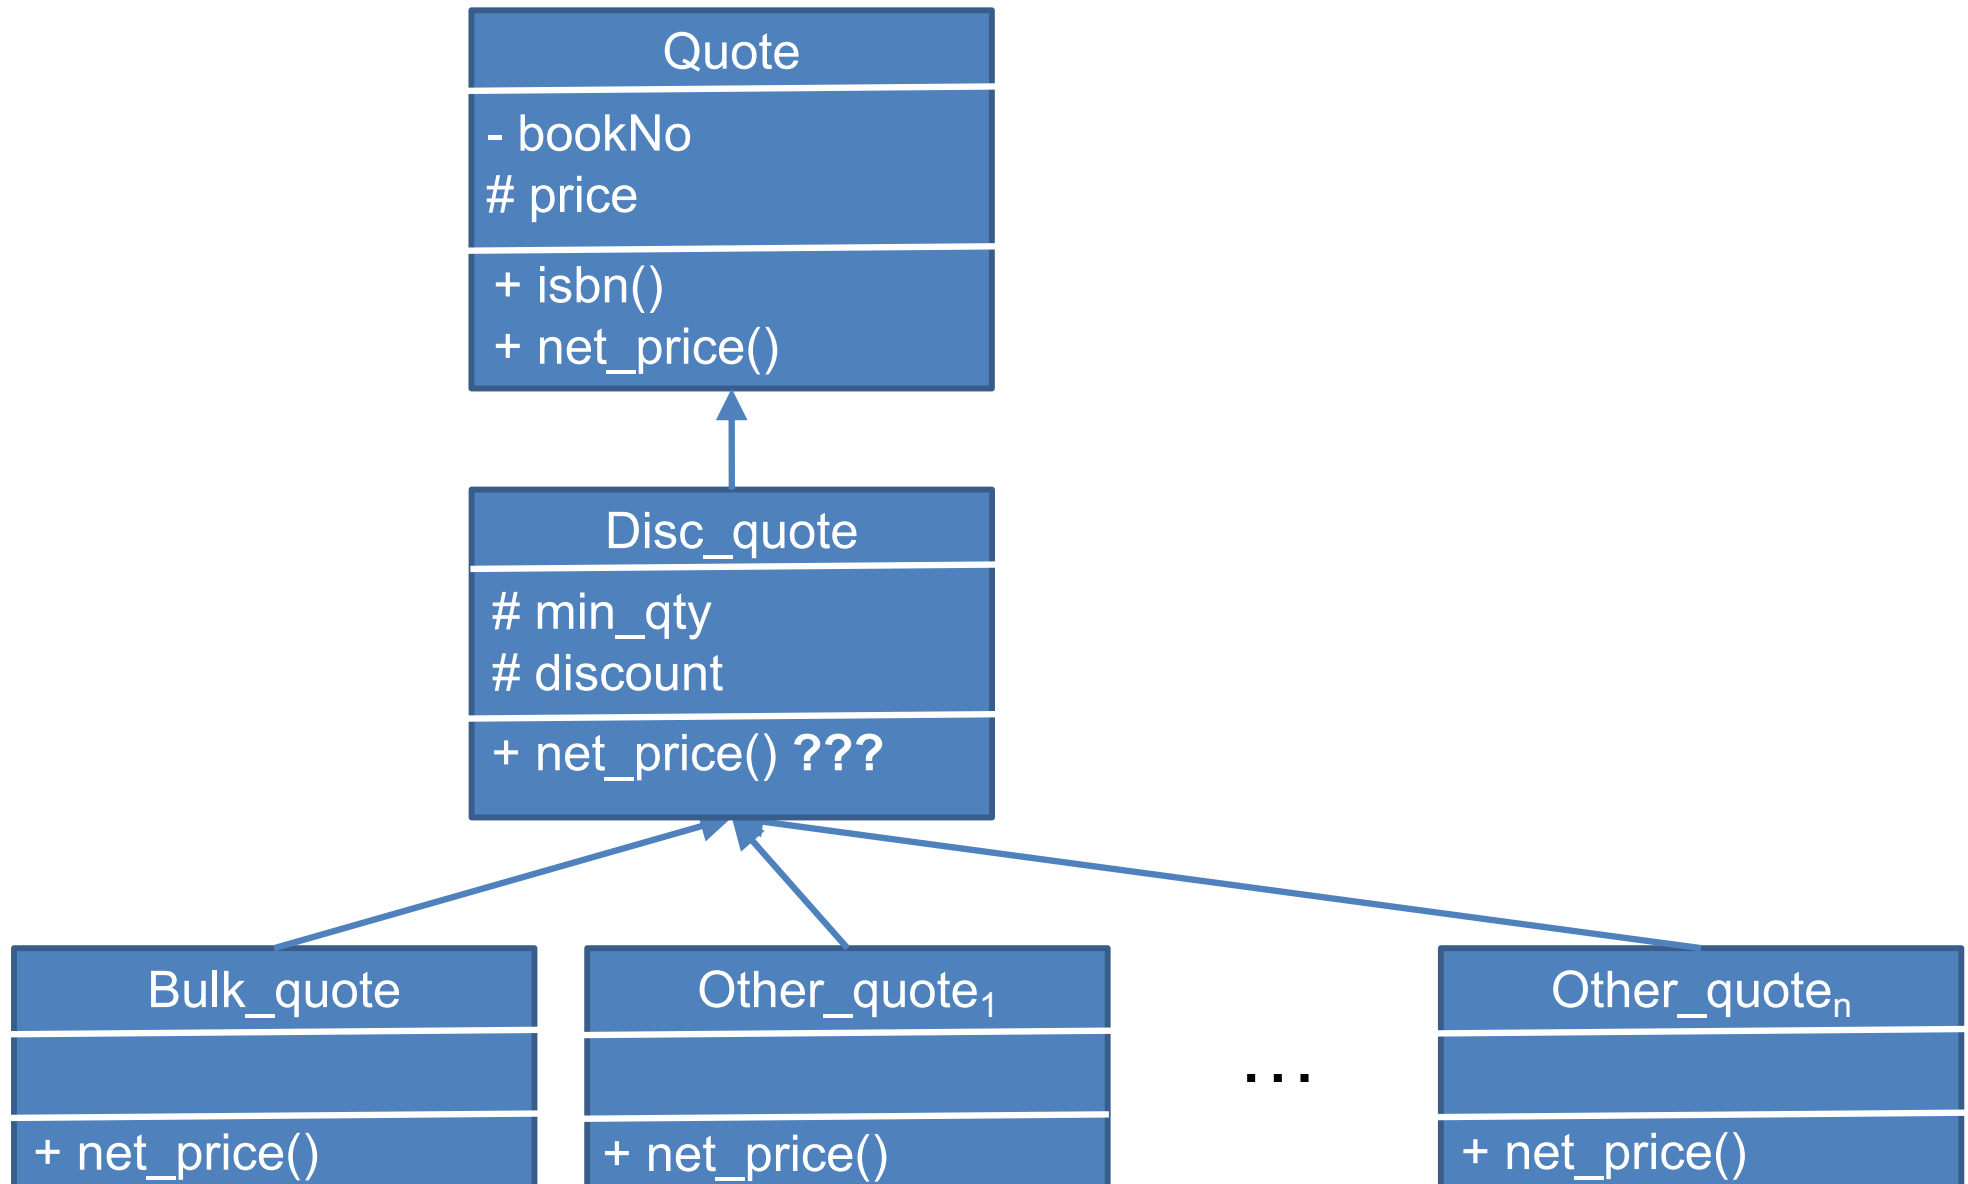 Quote
- bookNo
# price
+ isbn()
+ net_price()
Disc_quote
# min_qty
# discount
+ net_price() ???
Bulk_quote
+ net_price()
Other_quote₁
+ net_price()
...
Other_quoteₙ
+ net_price()